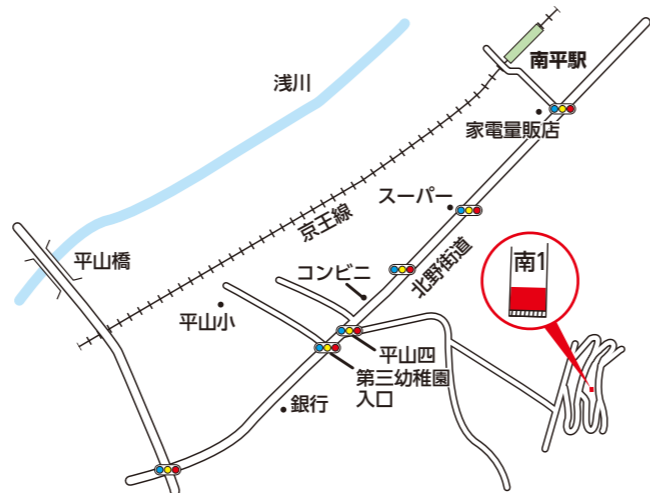 南平駅
浅川
家電量販店
スーパー
京王線
北野街道
平山橋
コンビニ
南1
平山小
平山四
第三幼稚園
入口
銀行